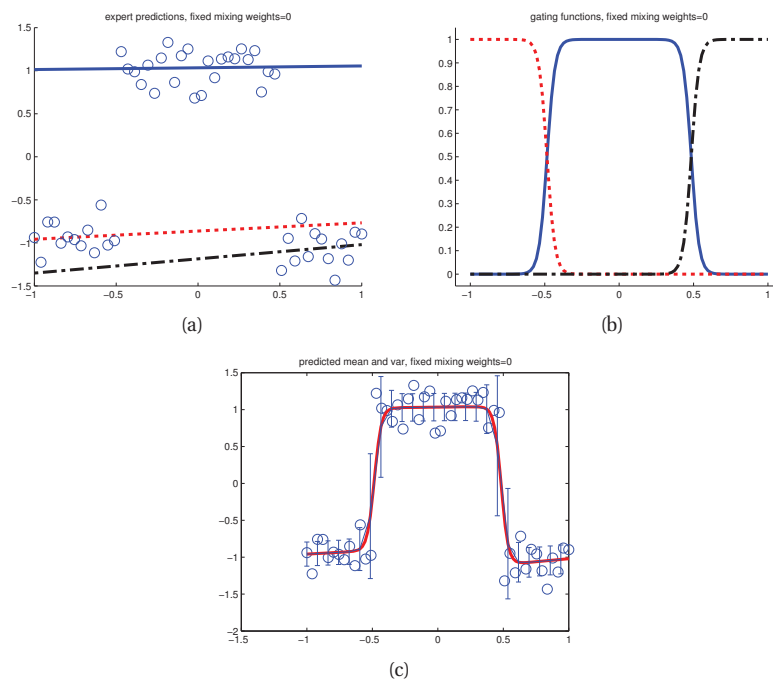 expert predictions, fixed mixing weights=0
1.5
1
0.5
0
−0.5
−1
−1.5
−1 −0.5 0 0.5 1
(a)
gating functions, fixed mixing weights=0
1
0.9
0.8
0.7
0.6
0.5
0.4
0.3
0.2
0.1
0
−1 −0.5 0 0.5 1
(b)
predicted mean and var, fixed mixing weights=0
1.5
1
0.5
0
−0.5
−1
−1.5
−2
−1.5 −1 −0.5 0 0.5 1
(c)